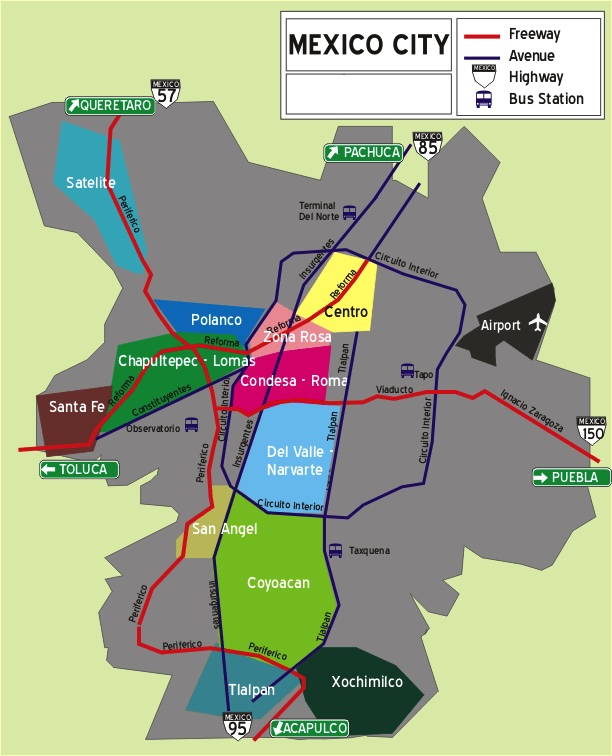 MEXICO CITY
Freeway
Avenue
MEXICO
Highway
Bus Station
MEXICO
57
QUERETARO
MEXICO
85
PACHUCA
Satelite
Periferico
Terminal
Del Norte
Insurgentes
Circuito Interior
Reforma
Centro
Polanco
Reforma
Zona Rosa
Airport
Reforma
Chapultepec - Lomas
Tlalpan
Condesa - Roma
Tapo
Viaducto
Ignacio Zaragoza
Santa Fe
Reforma
Constituyentes
Circuito Interior
Observatorio
Tlalpan
Circuito Interior
MEXICO
150
Insurgentes
Periferico
Del Valle -
Narvarte
TOLUCA
PUEBLA
Circuito Interior
San Angel
Taxquena
Coyoacan
Periferico
Insurgentes
Tlalpan
Periferico
Periferico
Tlalpan
Xochimilco
MEXICO
95
ACAPULCO